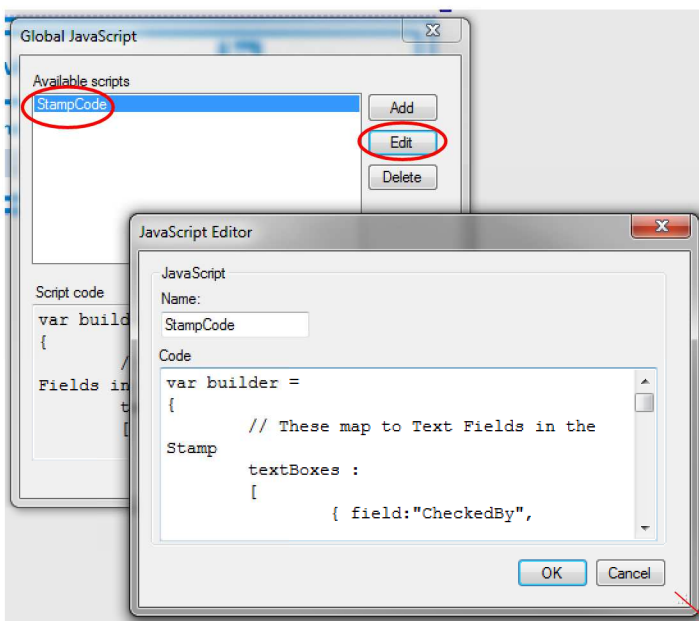 Global JavaScript
Available scripts
StampCode
Add
Edit
Delete
Script code
var build
{
/
Fields in
t
[
JavaScript Editor
JavaScript
Name:
StampCode
Code
var builder =
{
// These map to Text Fields in the
Stamp
textBoxes :
[
{ field:"CheckedBy",
OK
Cancel